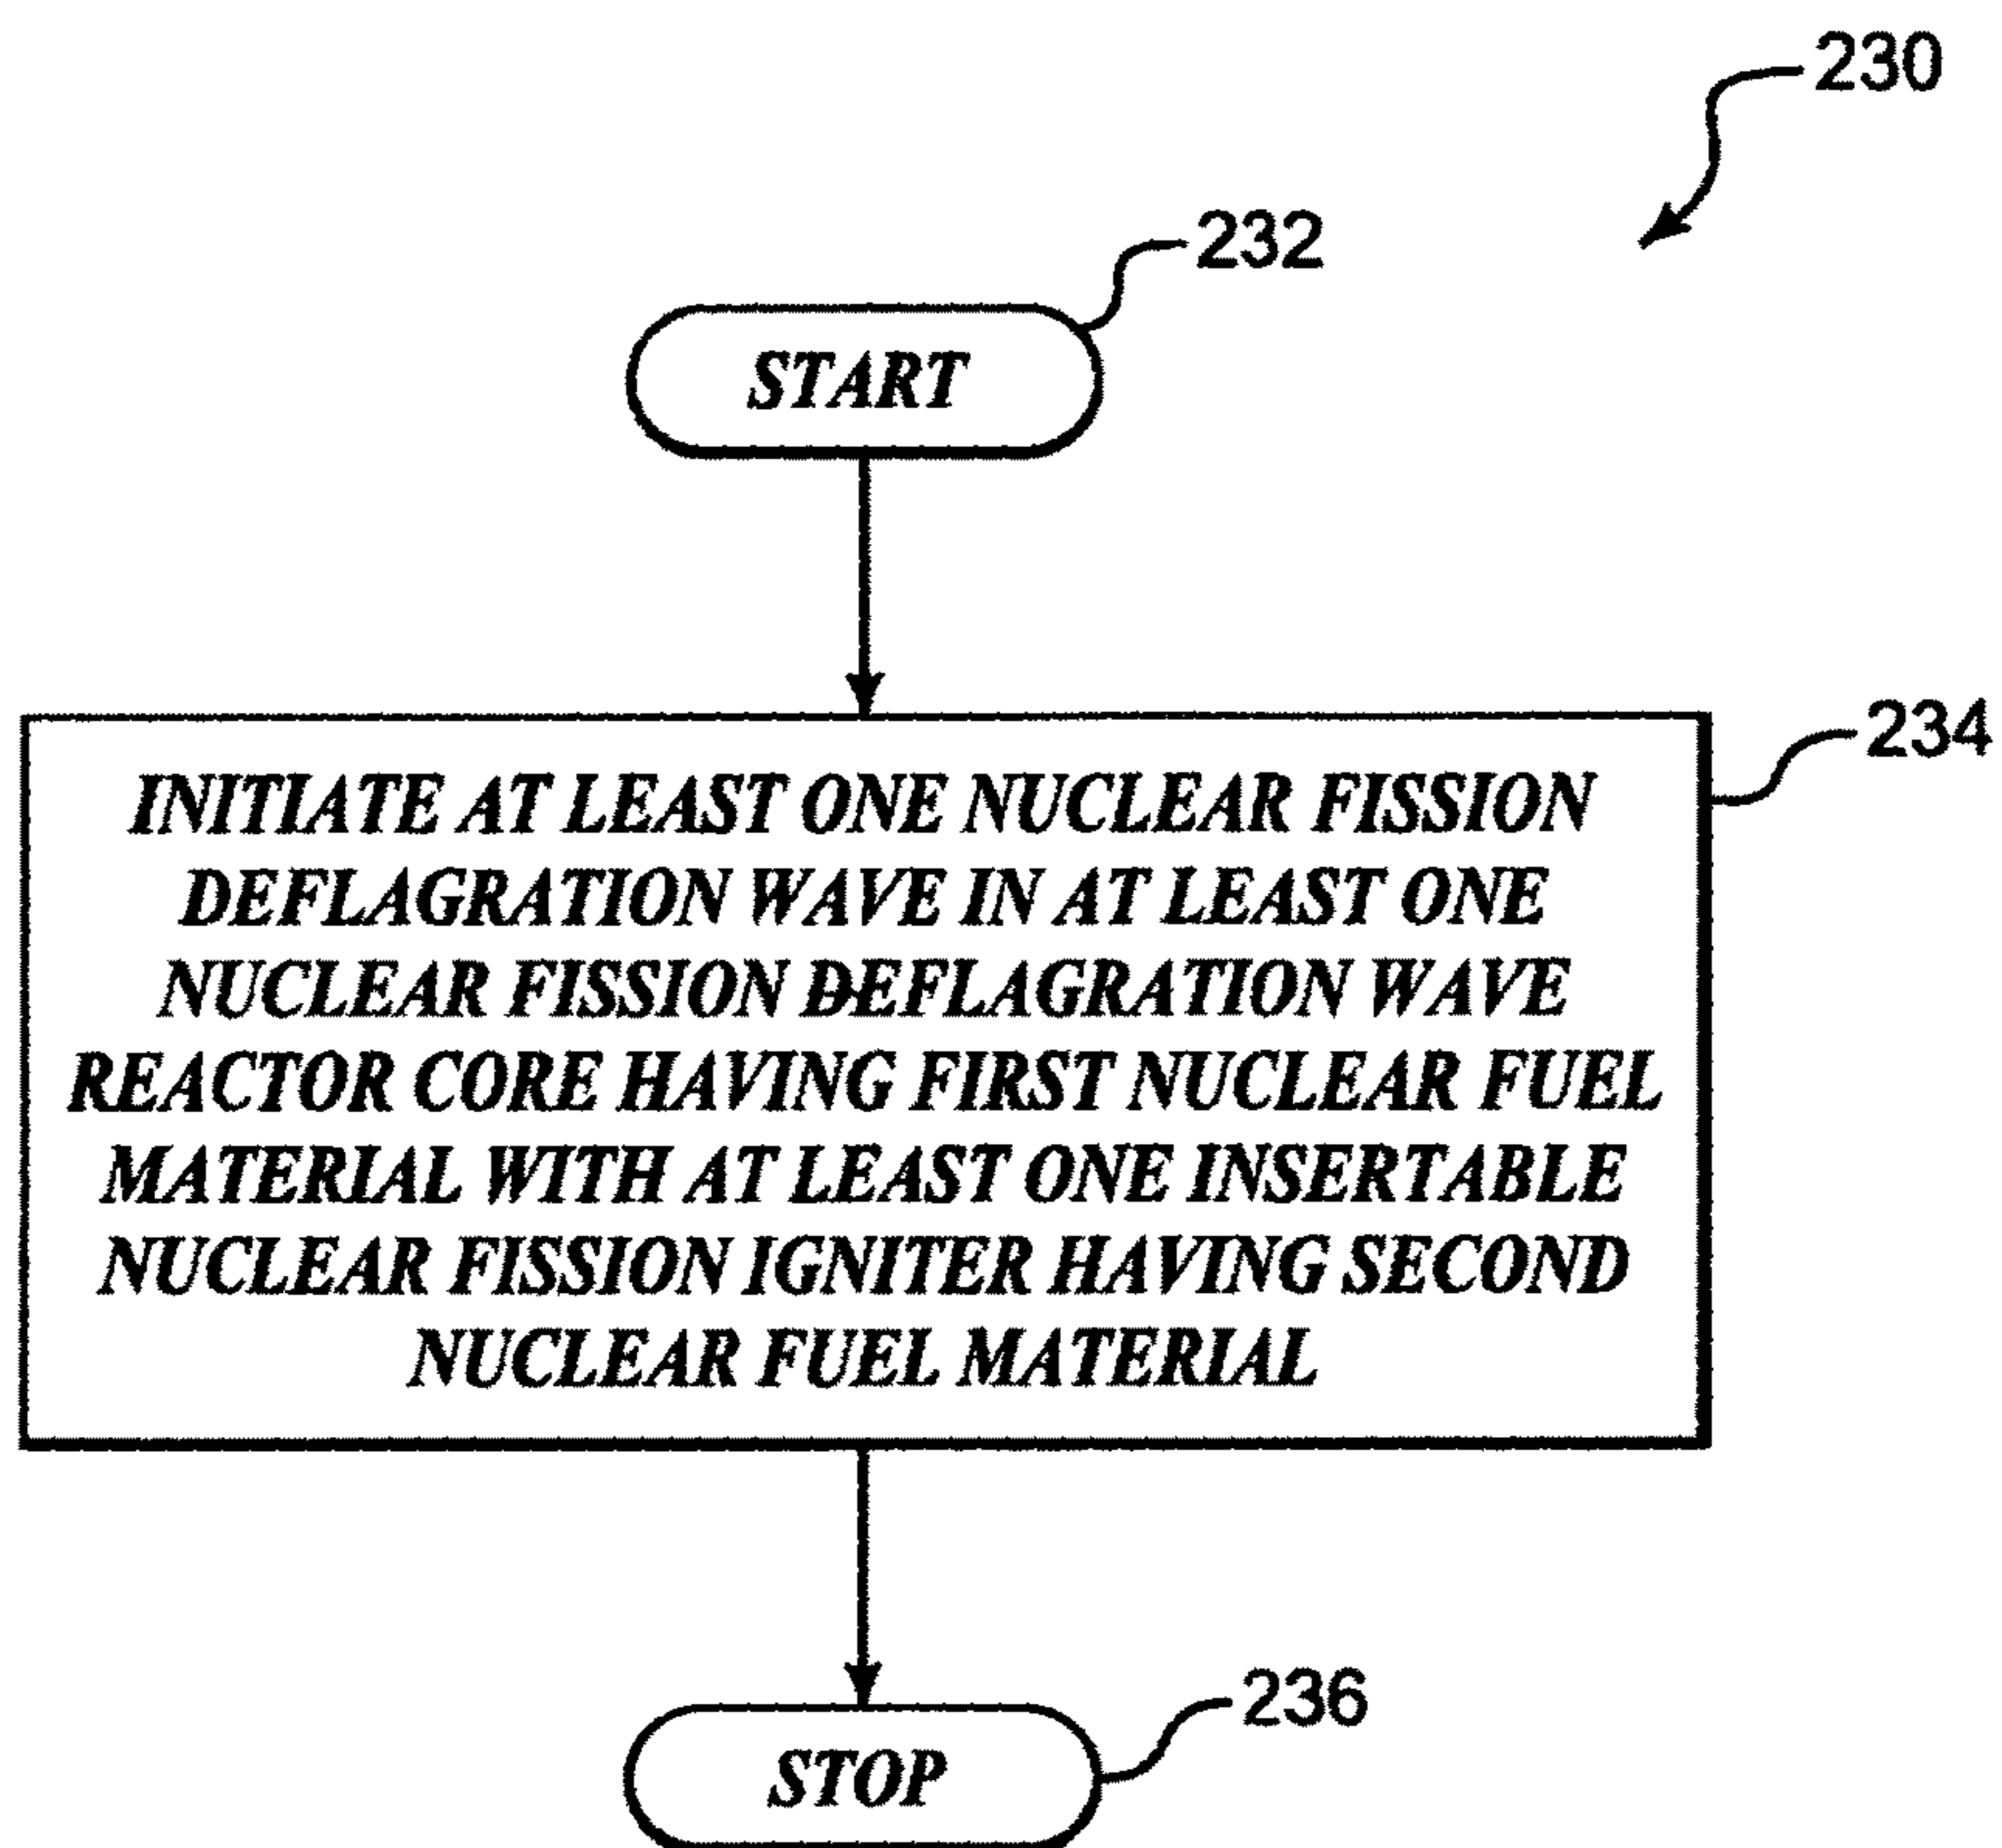 230
232
START
234
INITIATE AT LEAST ONE NUCLEAR FISSION
DEFLAGRATION WAVE IN AT LEAST ONE
NUCLEAR FISSION DEFLAGRATION WAVE
REACTOR CORE HAVING FIRST NUCLEAR FUEL
MATERIAL WITH AT LEAST ONE INSERTABLE
NUCLEAR FISSION IGNITER HAVING SECOND
NUCLEAR FUEL MATERIAL
236
STOP